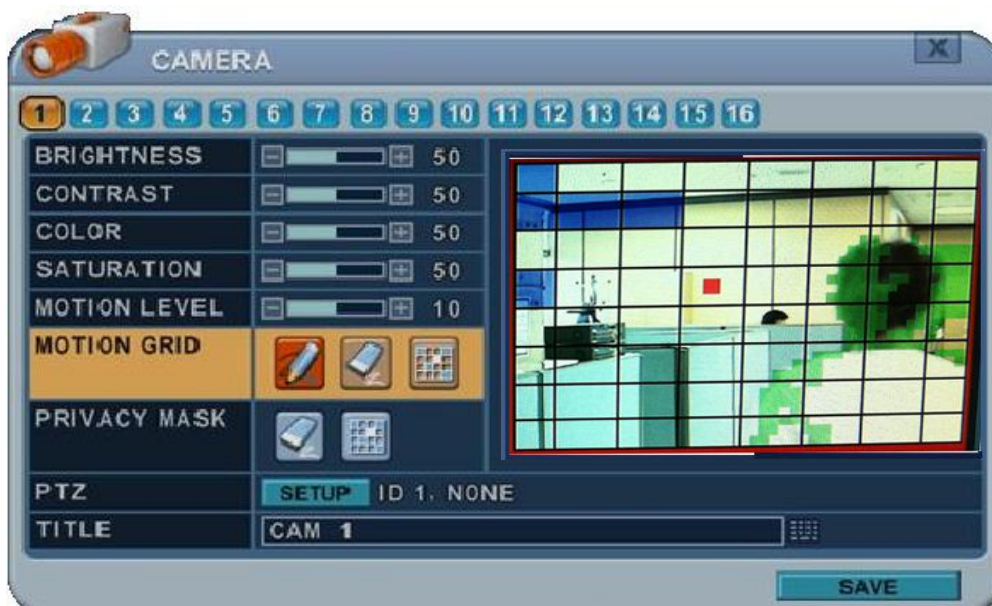 CAMERA X
1 2 3 4 5 6 7 8 9 10 11 12 13 14 15 16
BRIGHTNESS 50
CONTRAST 50
COLOR 50
SATURATION 50
MOTION LEVEL 10
MOTION GRID
PRIVACY MASK
PTZ SETUP ID 1. NONE
TITLE CAM 1
SAVE